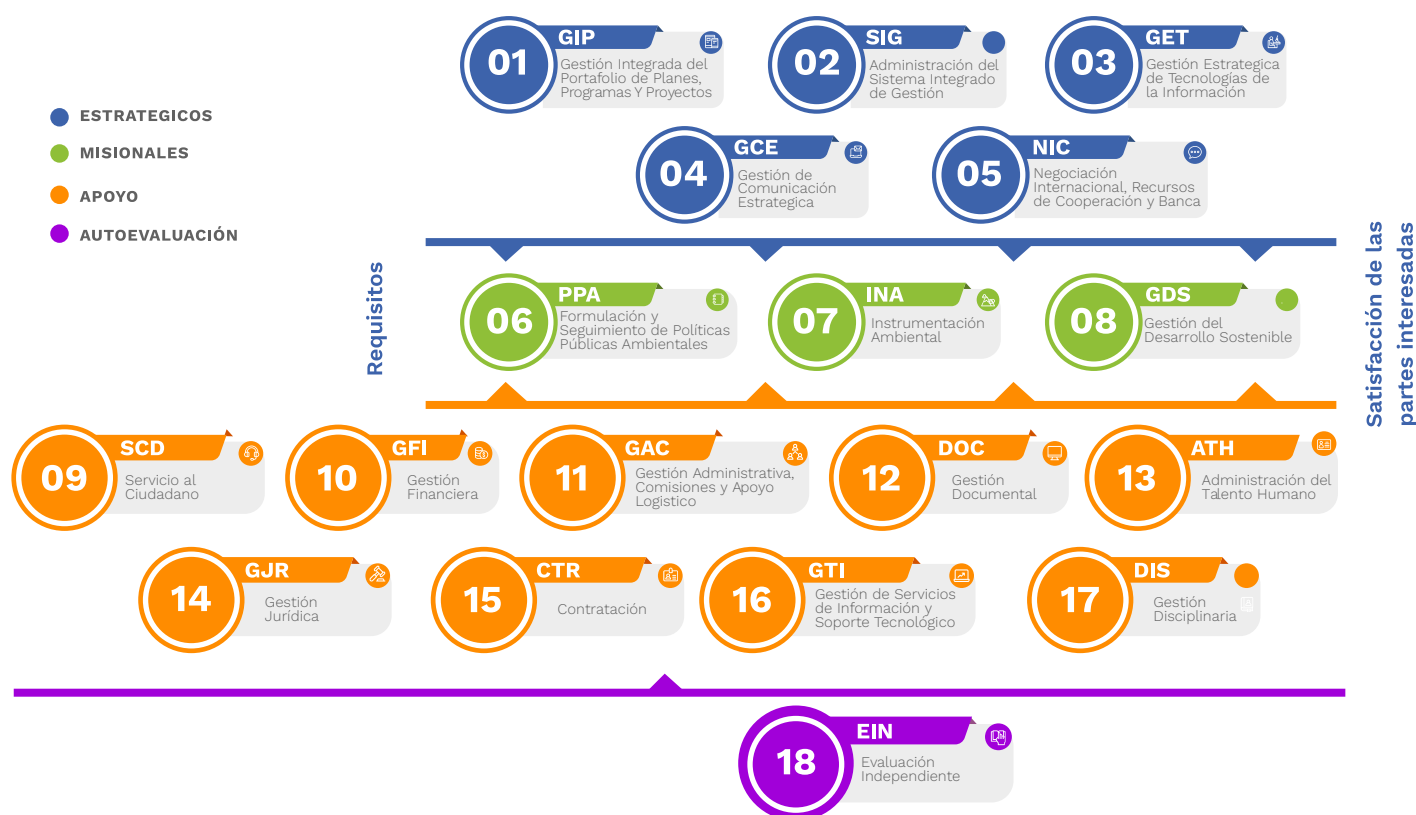 ESTRATEGICOS
MISIONALES
APOYO
AUTOEVALUACIÓN
01
GIP
Gestión Integrada del
Portafolio de Planes,
Programas Y Proyectos
02
SIG
Administración del
Sistema Integrado
de Gestión
03
GET
Gestión Estrategica
de Tecnologías de
la Información
04
GCE
Gestión de
Comunicación
Estrategica
05
NIC
Negociación
Internacional, Recursos
de Cooperación y Banca
Requisitos
06
PPA
Formulación y
Seguimiento de Políticas
Públicas Ambientales
07
INA
Instrumentación
Ambiental
08
GDS
Gestión del
Desarrollo Sostenible
Satisfacción de las
partes interesadas
09
SCD
Servicio al
Ciudadano
10
GFI
Gestión
Financiera
11
GAC
Gestión Administrativa,
Comisiones y Apoyo
Logistico
12
DOC
Gestión
Documental
13
ATH
Administración del
Talento Humano
14
GJR
Gestión
Jurídica
15
CTR
Contratación
16
GTI
Gestión de Servicios
de Información y
Soporte Tecnológico
17
DIS
Gestión
Disciplinaria
18
EIN
Evaluación
Independiente